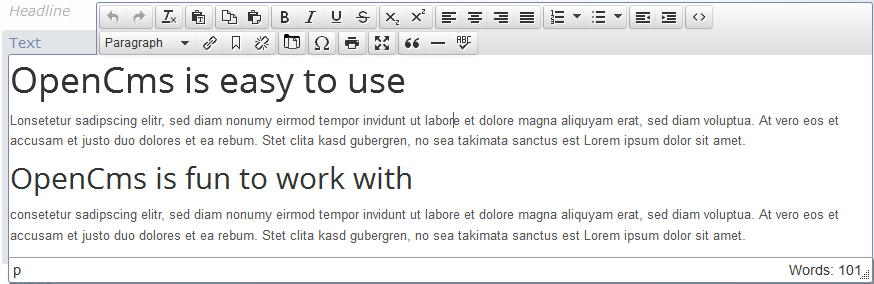 Headline
Text
B I U S x₂ x²
Paragraph Ω ABC
OpenCms is easy to use
Lonsetetur sadipscing elitr, sed diam nonumy eirmod tempor invidunt ut labore et dolore magna aliquyam erat, sed diam voluptua. At vero eos et
accusam et justo duo dolores et ea rebum. Stet clita kasd gubergren, no sea takimata sanctus est Lorem ipsum dolor sit amet.
OpenCms is fun to work with
consetetur sadipscing elitr, sed diam nonumy eirmod tempor invidunt ut labore et dolore magna aliquyam erat, sed diam voluptua. At vero eos et
accusam et justo duo dolores et ea rebum. Stet clita kasd gubergren, no sea takimata sanctus est Lorem ipsum dolor sit amet.
p Words: 101